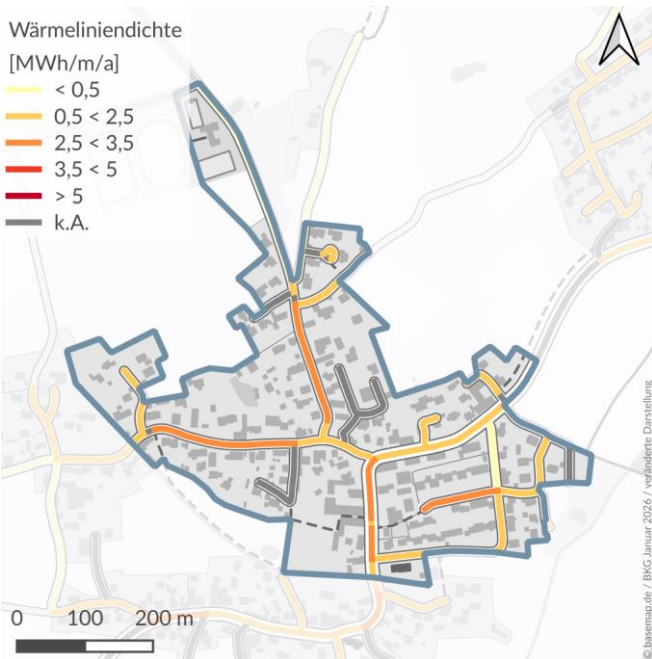 Wärmeliniendichte
[MWh/m/a]
< 0,5
0,5 < 2,5
2,5 < 3,5
3,5 < 5
> 5
k.A.
0 100 200 m
© basemap.de / BKG Januar 2026 / veränderte Darstellung